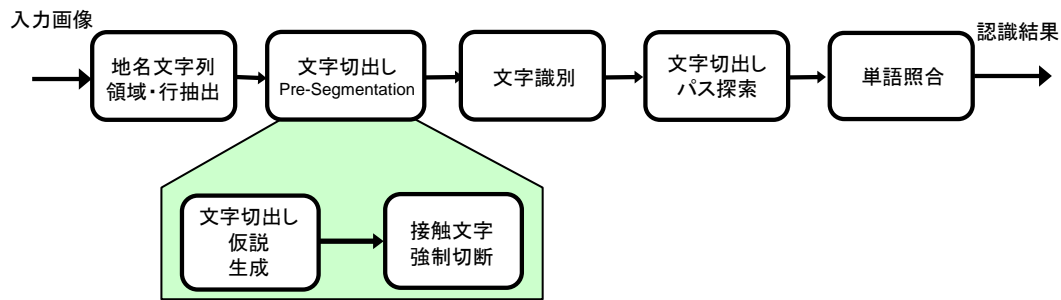 入力画像
認識結果
地名文字列
領域・行抽出
文字切出し
Pre-Segmentation
文字識別
文字切出し
パス探索
単語照合
文字切出し
仮説
生成
接触文字
強制切断